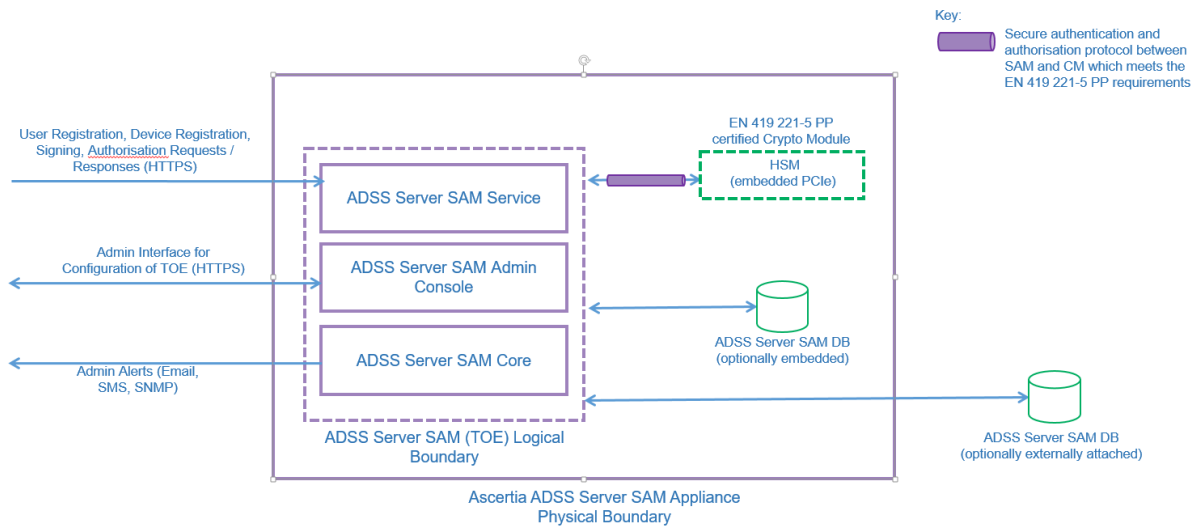 Key:
Secure authentication and
authorisation protocol between
SAM and CM which meets the
EN 419 221-5 PP requirements
User Registration, Device Registration,
Signing, Authorisation Requests /
Responses (HTTPS)
EN 419 221-5 PP
certified Crypto Module
HSM
(embedded PCIe)
ADSS Server SAM Service
Admin Interface for
Configuration of TOE (HTTPS)
ADSS Server SAM Admin
Console
ADSS Server SAM DB
(optionally embedded)
ADSS Server SAM Core
Admin Alerts (Email,
SMS, SNMP)
ADSS Server SAM (TOE) Logical
Boundary
ADSS Server SAM DB
(optionally externally attached)
Ascertia ADSS Server SAM Appliance
Physical Boundary